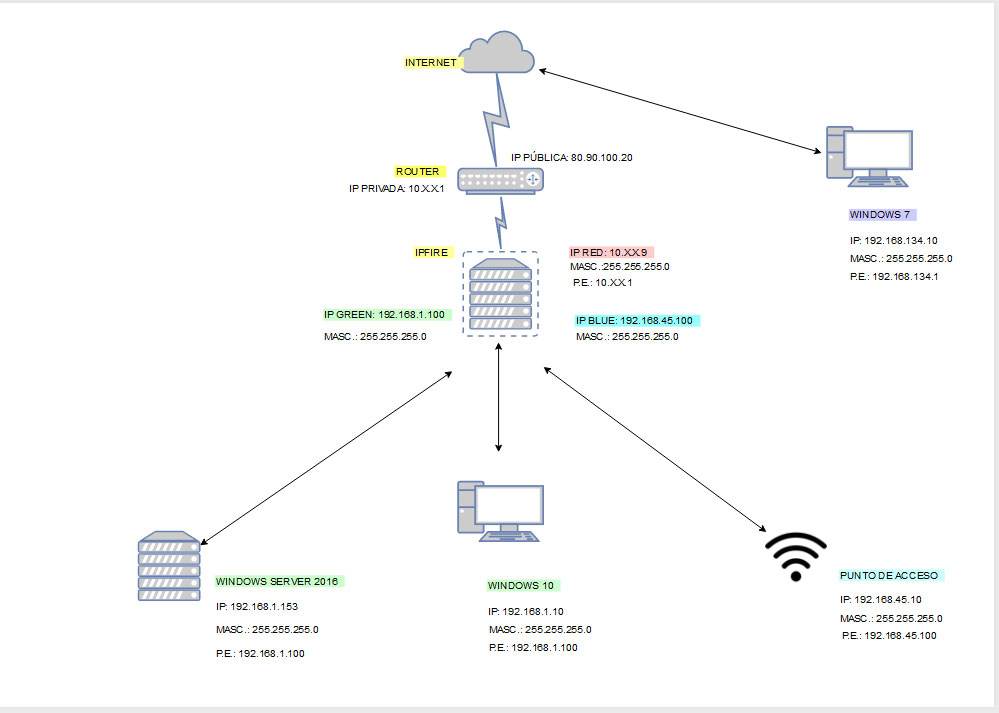 INTERNET
IP PÚBLICA: 80.90.100.20
ROUTER
IP PRIVADA: 10.X.X.1
WINDOWS 7
IP: 192.168.134.10
MASC.: 255.255.255.0
P.E.: 192.168.134.1
IPFIRE
IP RED: 10.X.X.9
MASC.:255.255.255.0
P.E.: 10.X.X.1
IP GREEN: 192.168.1.100
MASC.: 255.255.255.0
IP BLUE: 192.168.45.100
MASC.: 255.255.255.0
WINDOWS SERVER 2016
IP: 192.168.1.153
MASC.: 255.255.255.0
P.E.: 192.168.1.100
WINDOWS 10
IP: 192.168.1.10
MASC.: 255.255.255.0
P.E.: 192.168.1.100
PUNTO DE ACCESO
IP: 192.168.45.10
MASC.: 255.255.255.0
P.E.: 192.168.45.100